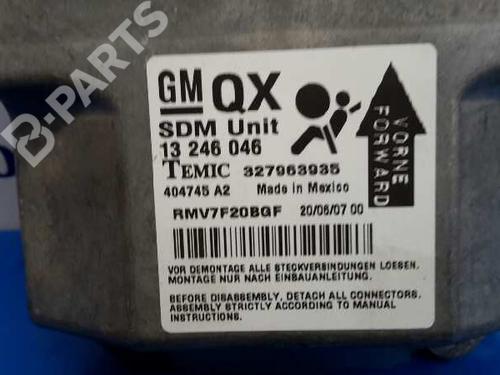 B-PARTS
GM QX
SDM Unit
13 246 046
TEMIC 327963935
404745 A2 Made in Mexico
RMV7F20BGF 20/06/07 00
VORNE
FORWARD
VOR DEMONTAGE ALLE STECKVERBINDUNGEN LOESEN.
MONTAGE NUR NACH EINBAUANLEITUNG.
BEFORE DISASSEMBLY, DETACH ALL CONNECTORS.
ASSEMBLY STRICTLY ACCORDING TO MANUAL
INSTRUCTIONS.